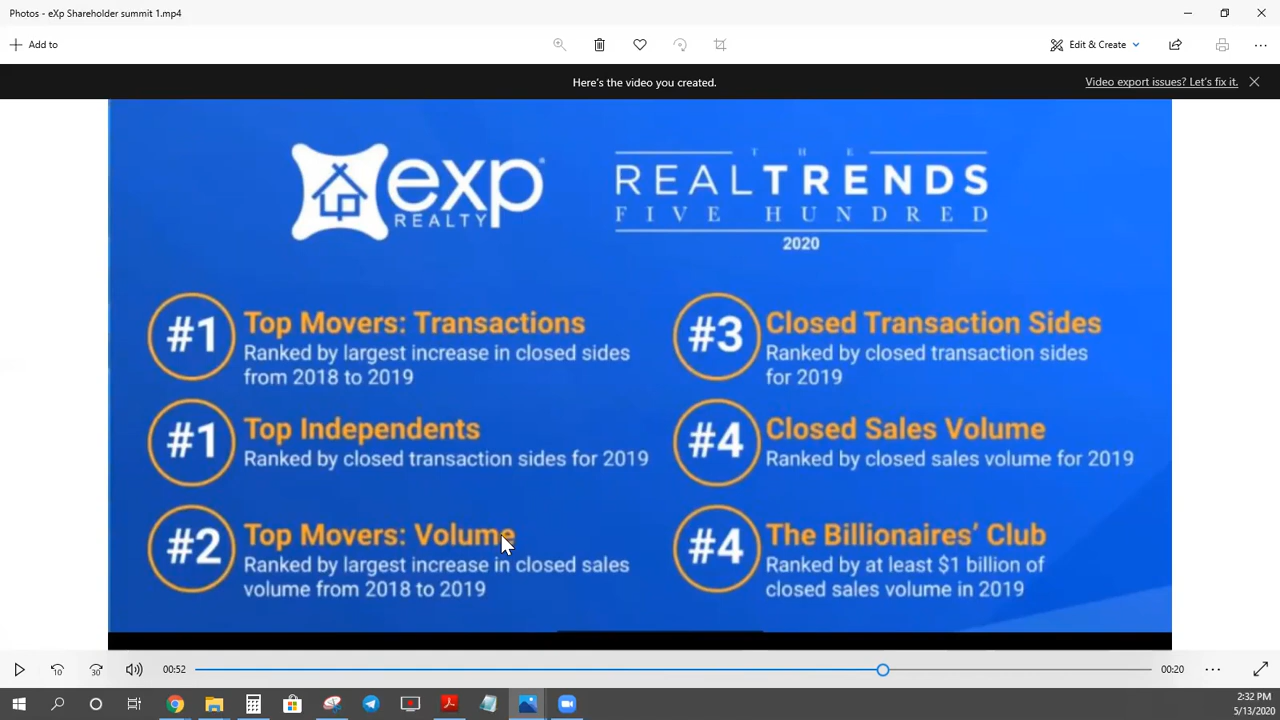 Photos - eXp Shareholder summit 1.mp4
Add to
Edit & Create
Here's the video you created.
Video export issues? Let's fix it.
exp
REALTY
THE
REALTRENDS
FIVE HUNDRED
2020
#1
Top Movers: Transactions
Ranked by largest increase in closed sides
from 2018 to 2019
#1
Top Independents
Ranked by closed transaction sides for 2019
#2
Top Movers: Volume
Ranked by largest increase in closed sales
volume from 2018 to 2019
#3
Closed Transaction Sides
Ranked by closed transaction sides
for 2019
#4
Closed Sales Volume
Ranked by closed sales volume for 2019
#4
The Billionaires' Club
Ranked by at least $1 billion of
closed sales volume in 2019
10
30
00:52
00:20
2:32 PM
5/13/2020